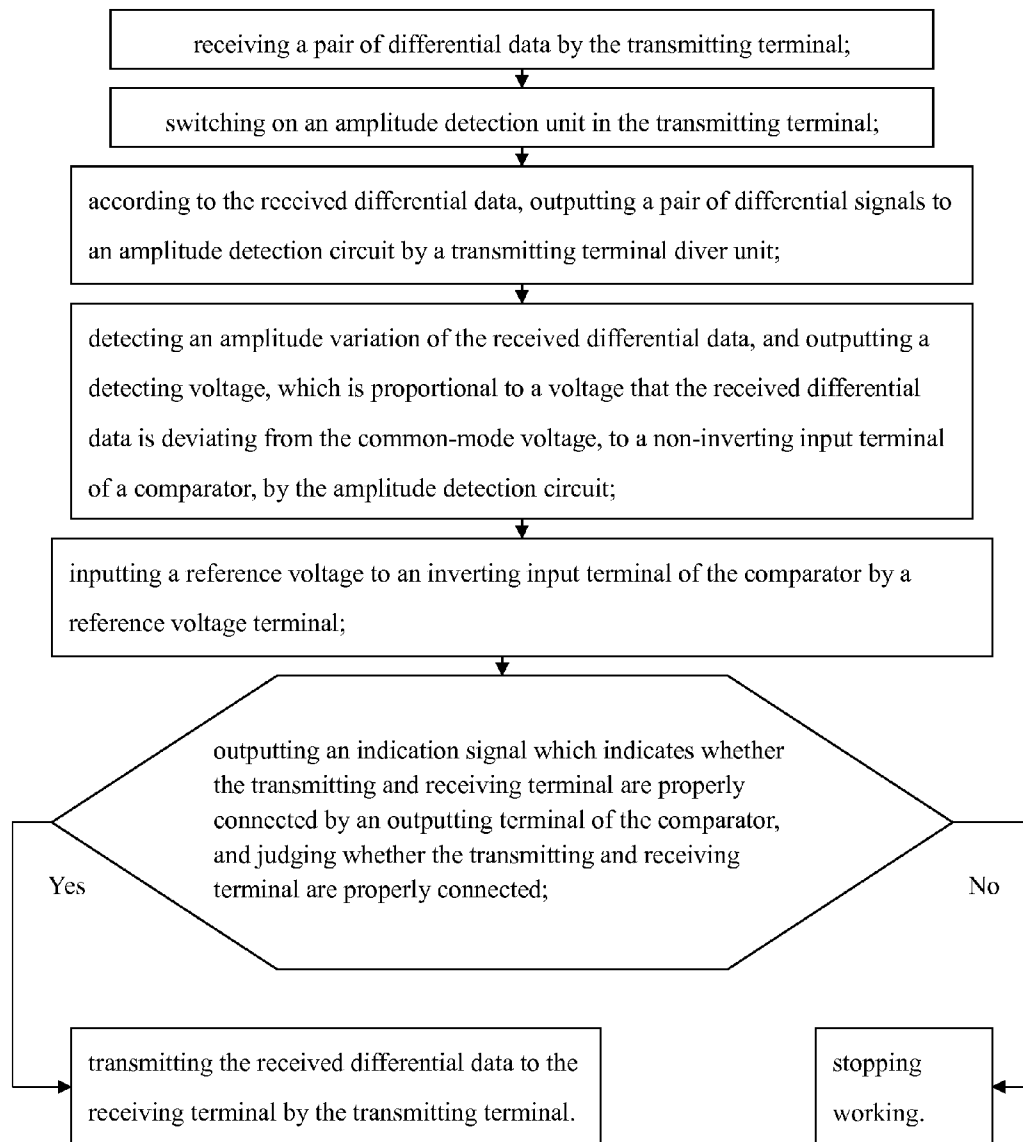 receiving a pair of differential data by the transmitting terminal;
switching on an amplitude detection unit in the transmitting terminal;
according to the received differential data, outputting a pair of differential signals to
an amplitude detection circuit by a transmitting terminal diver unit;
detecting an amplitude variation of the received differential data, and outputting a
detecting voltage, which is proportional to a voltage that the received differential
data is deviating from the common-mode voltage, to a non-inverting input terminal
of a comparator, by the amplitude detection circuit;
inputting a reference voltage to an inverting input terminal of the comparator by a
reference voltage terminal;
outputting an indication signal which indicates whether
the transmitting and receiving terminal are properly
connected by an outputting terminal of the comparator,
and judging whether the transmitting and receiving
terminal are properly connected;
Yes
No
transmitting the received differential data to the
receiving terminal by the transmitting terminal.
stopping
working.